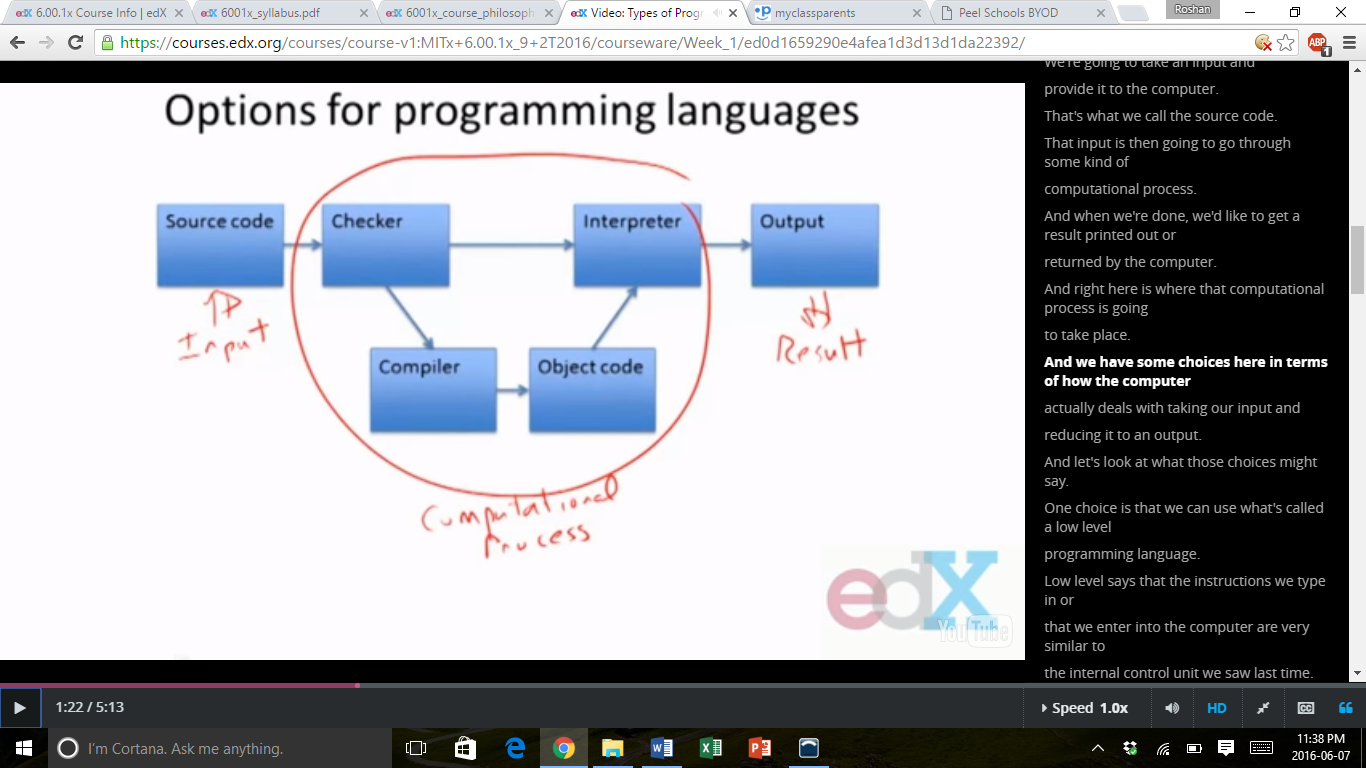 6.00.1x Course Info | edX
6001x_syllabus.pdf
6001x_course_philosoph
Video: Types of Progr
myclassparents
Peel Schools BYOD
Roshan
https://courses.edx.org/courses/course-v1:MITx+6.00.1x_9+2T2016/courseware/Week_1/ed0d1659290e4afea1d3d13d1da22392/
ABP
1
Options for programming languages
Source code
Checker
Interpreter
Output
Input
Result
Compiler
Object code
Computational
Process
edX
YouTube
We're going to take an input and
provide it to the computer.
That's what we call the source code.
That input is then going to go through
some kind of
computational process.
And when we're done, we'd like to get a
result printed out or
returned by the computer.
And right here is where that computational
process is going
to take place.
And we have some choices here in terms
of how the computer
actually deals with taking our input and
reducing it to an output.
And let's look at what those choices might
say.
One choice is that we can use what's called
a low level
programming language.
Low level says that the instructions we type
in or
that we enter into the computer are very
similar to
the internal control unit we saw last time.
1:22 / 5:13
Speed 1.0x
HD
CC
I'm Cortana. Ask me anything.
11:38 PM
2016-06-07